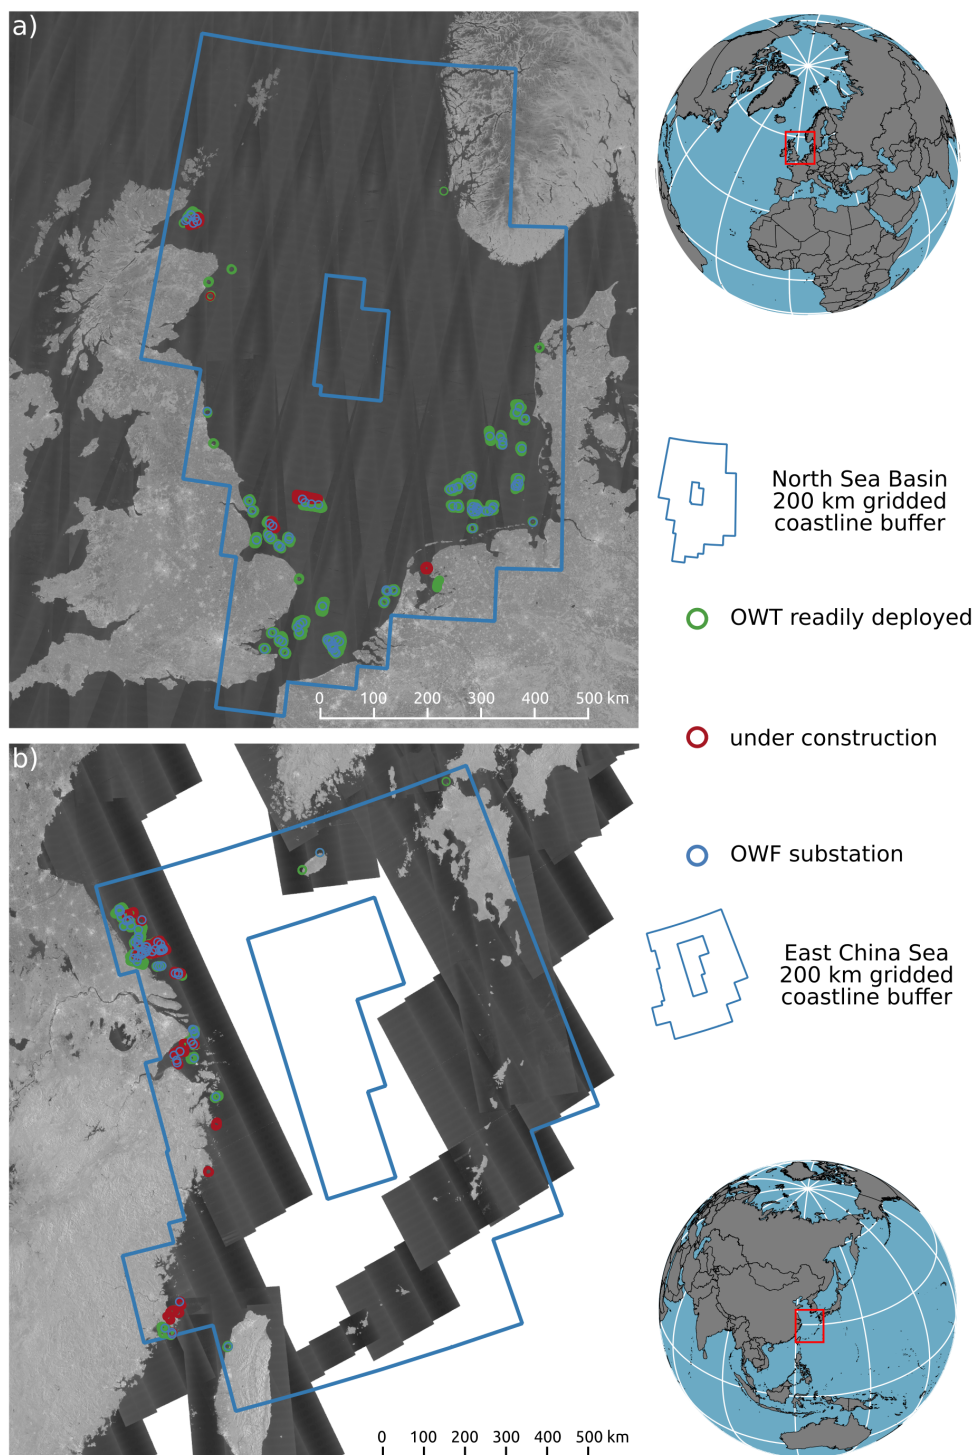 a)
0 100 200 300 400 500 km
North Sea Basin
200 km gridded
coastline buffer
OWT readily deployed
under construction
OWF substation
b)
East China Sea
200 km gridded
coastline buffer
0 100 200 300 400 500 km